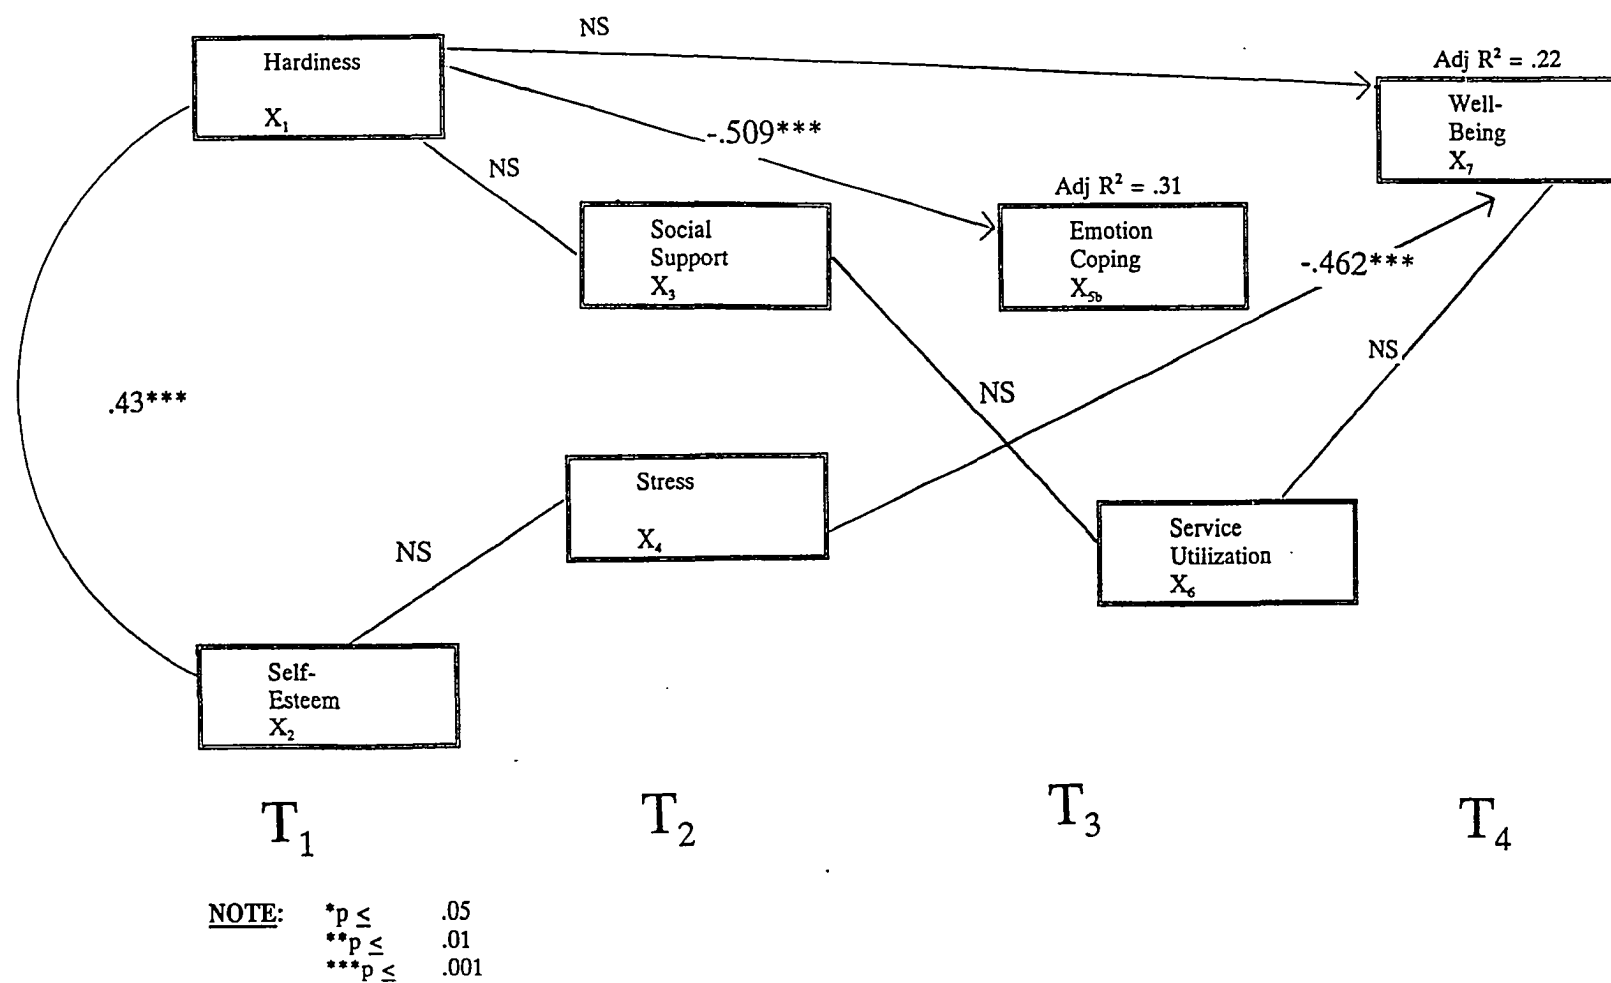 NS
Adj R² = .22
Hardiness
X₁
Well-
Being
X₇
-.509***
NS
Adj R² = .31
Social
Support
X₃
Emotion
Coping
X₅ᵦ
-.462***
NS
.43***
NS
Stress
X₄
NS
Service
Utilization
X₆
Self-
Esteem
X₂
T₁
T₂
T₃
T₄
NOTE: *p ≤ .05
**p ≤ .01
***p ≤ .001